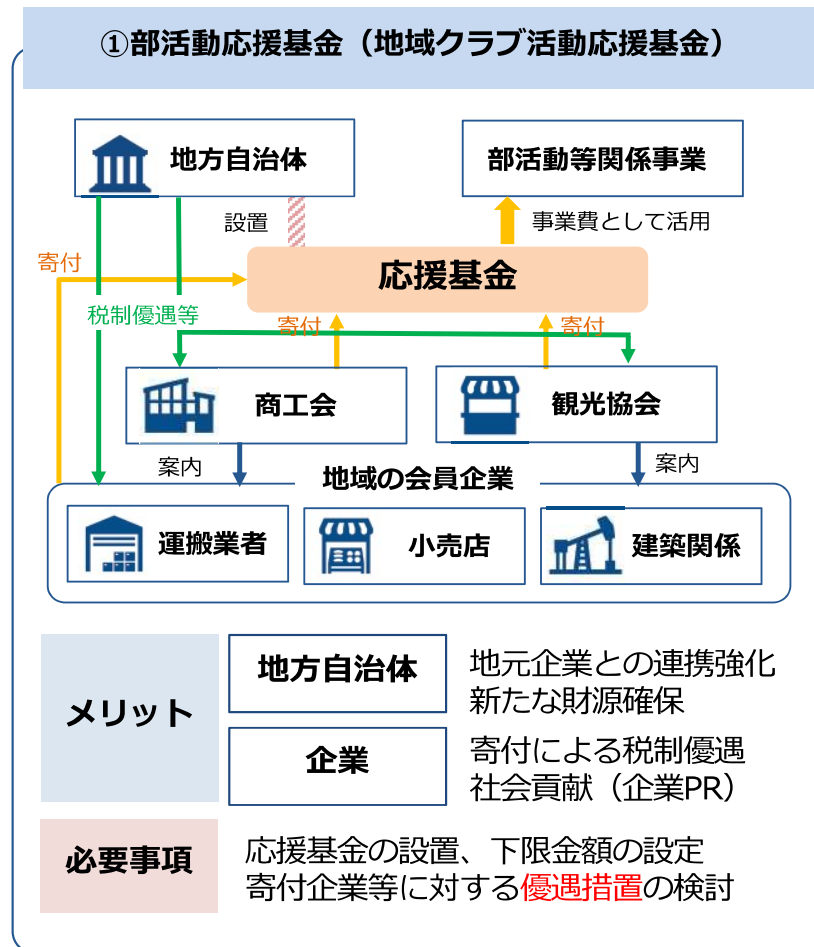 ①部活動応援基金（地域クラブ活動応援基金）
地方自治体
部活動等関係事業
設置
事業費として活用
寄付
応援基金
税制優遇等
寄付
寄付
商工会
観光協会
案内
案内
地域の会員企業
運搬業者
小売店
建築関係
メリット
地方自治体
地元企業との連携強化
新たな財源確保
企業
寄付による税制優遇
社会貢献（企業PR）
必要事項
応援基金の設置、下限金額の設定
寄付企業等に対する優遇措置の検討